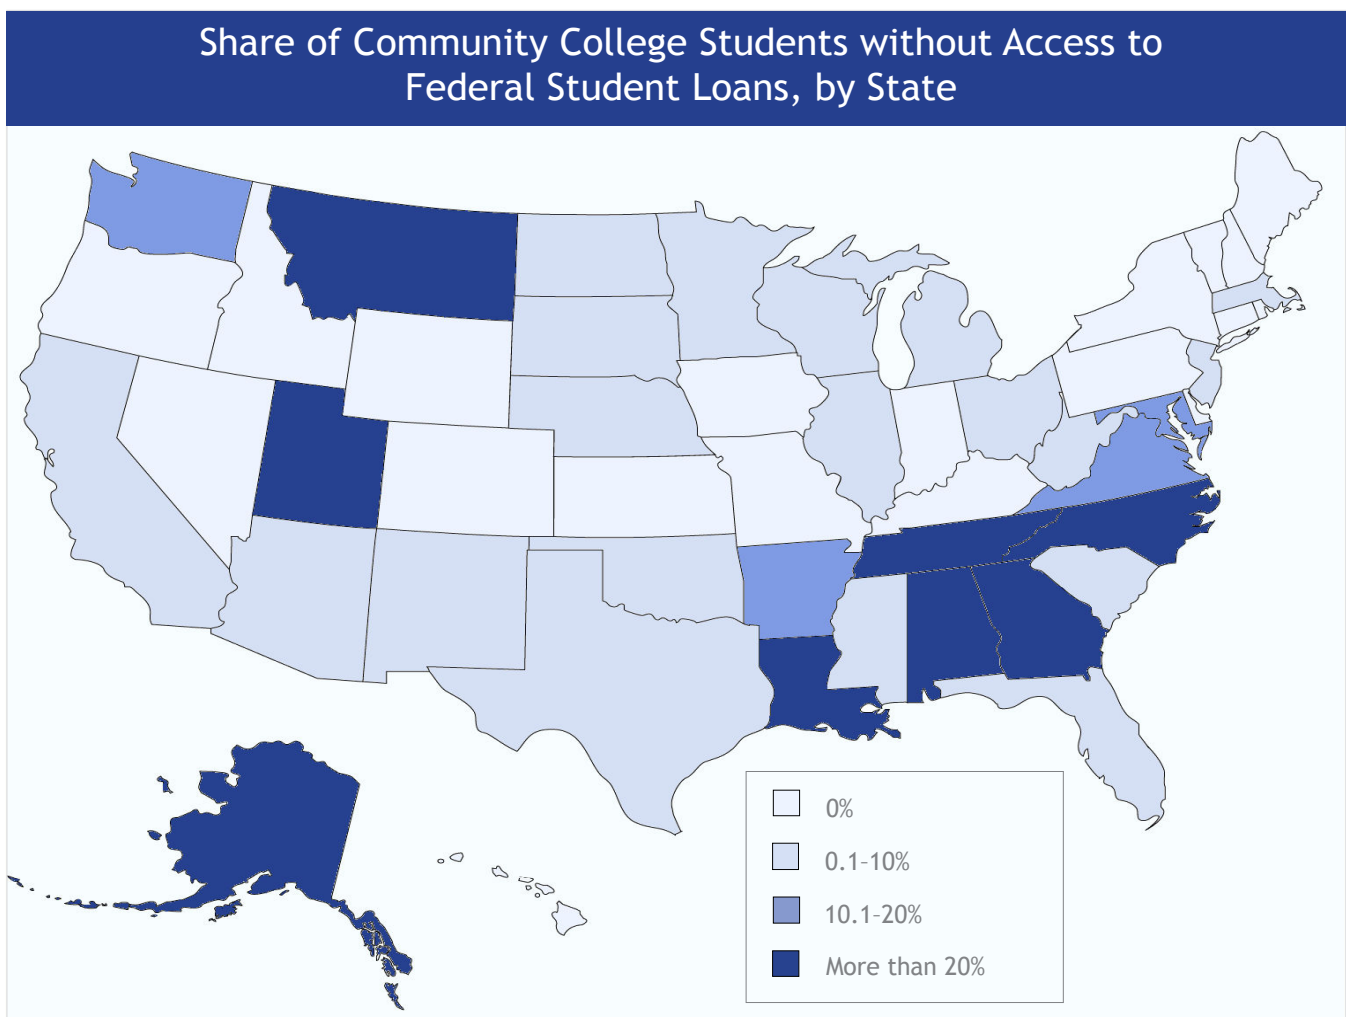 Share of Community College Students without Access to
Federal Student Loans, by State
0%
0.1–10%
10.1–20%
More than 20%